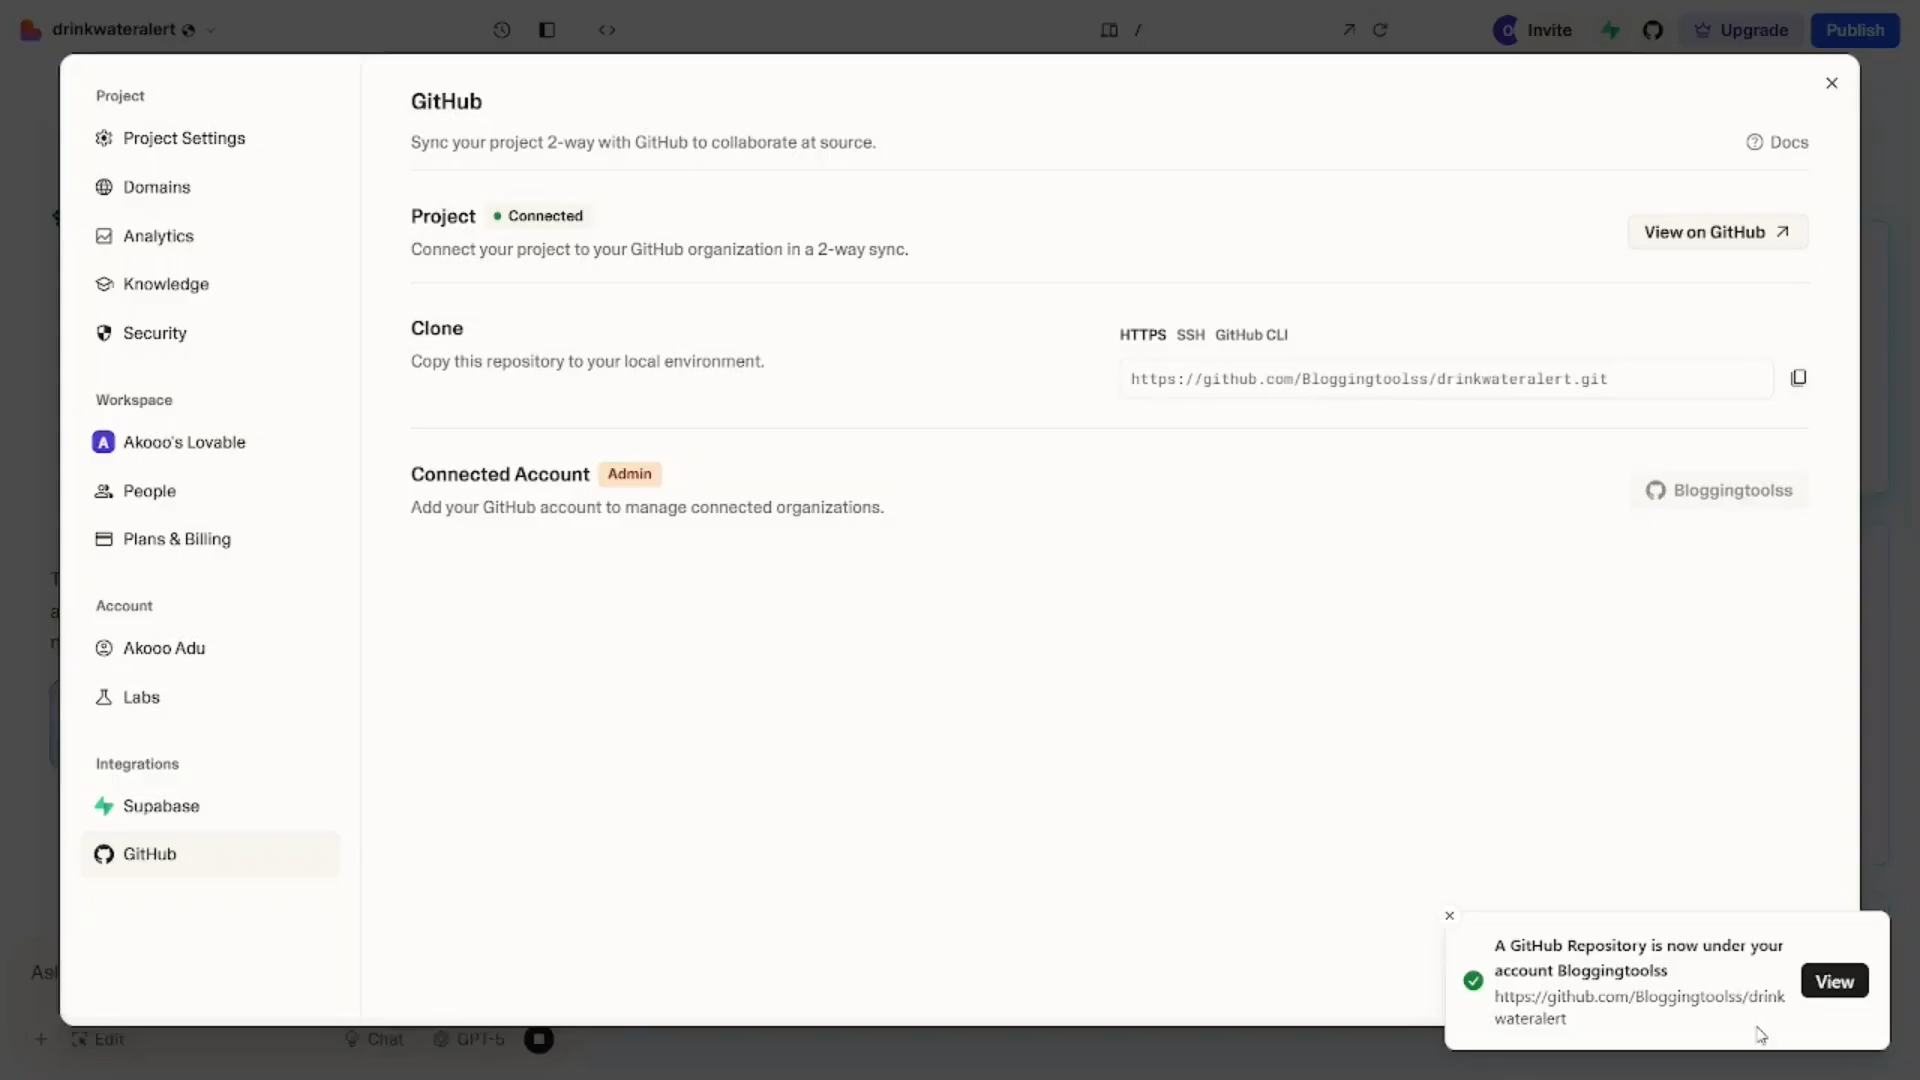 drinkwateralert
/
Invite
Upgrade
Publish
Project
Project Settings
Domains
Analytics
Knowledge
Security
Workspace
A Akooo's Lovable
People
Plans & Billing
Account
Akooo Adu
Labs
Integrations
Supabase
GitHub
GitHub
Sync your project 2-way with GitHub to collaborate at source.
Docs
Project
Connected
Connect your project to your GitHub organization in a 2-way sync.
View on GitHub
Clone
Copy this repository to your local environment.
HTTPS SSH GitHub CLI
https://github.com/Bloggingtoolss/drinkwateralert.git
Connected Account
Admin
Add your GitHub account to manage connected organizations.
Bloggingtoolss
A GitHub Repository is now under your
account Bloggingtoolss
https://github.com/Bloggingtoolss/drink
wateralert
View
Edit
Chat
GPT-5